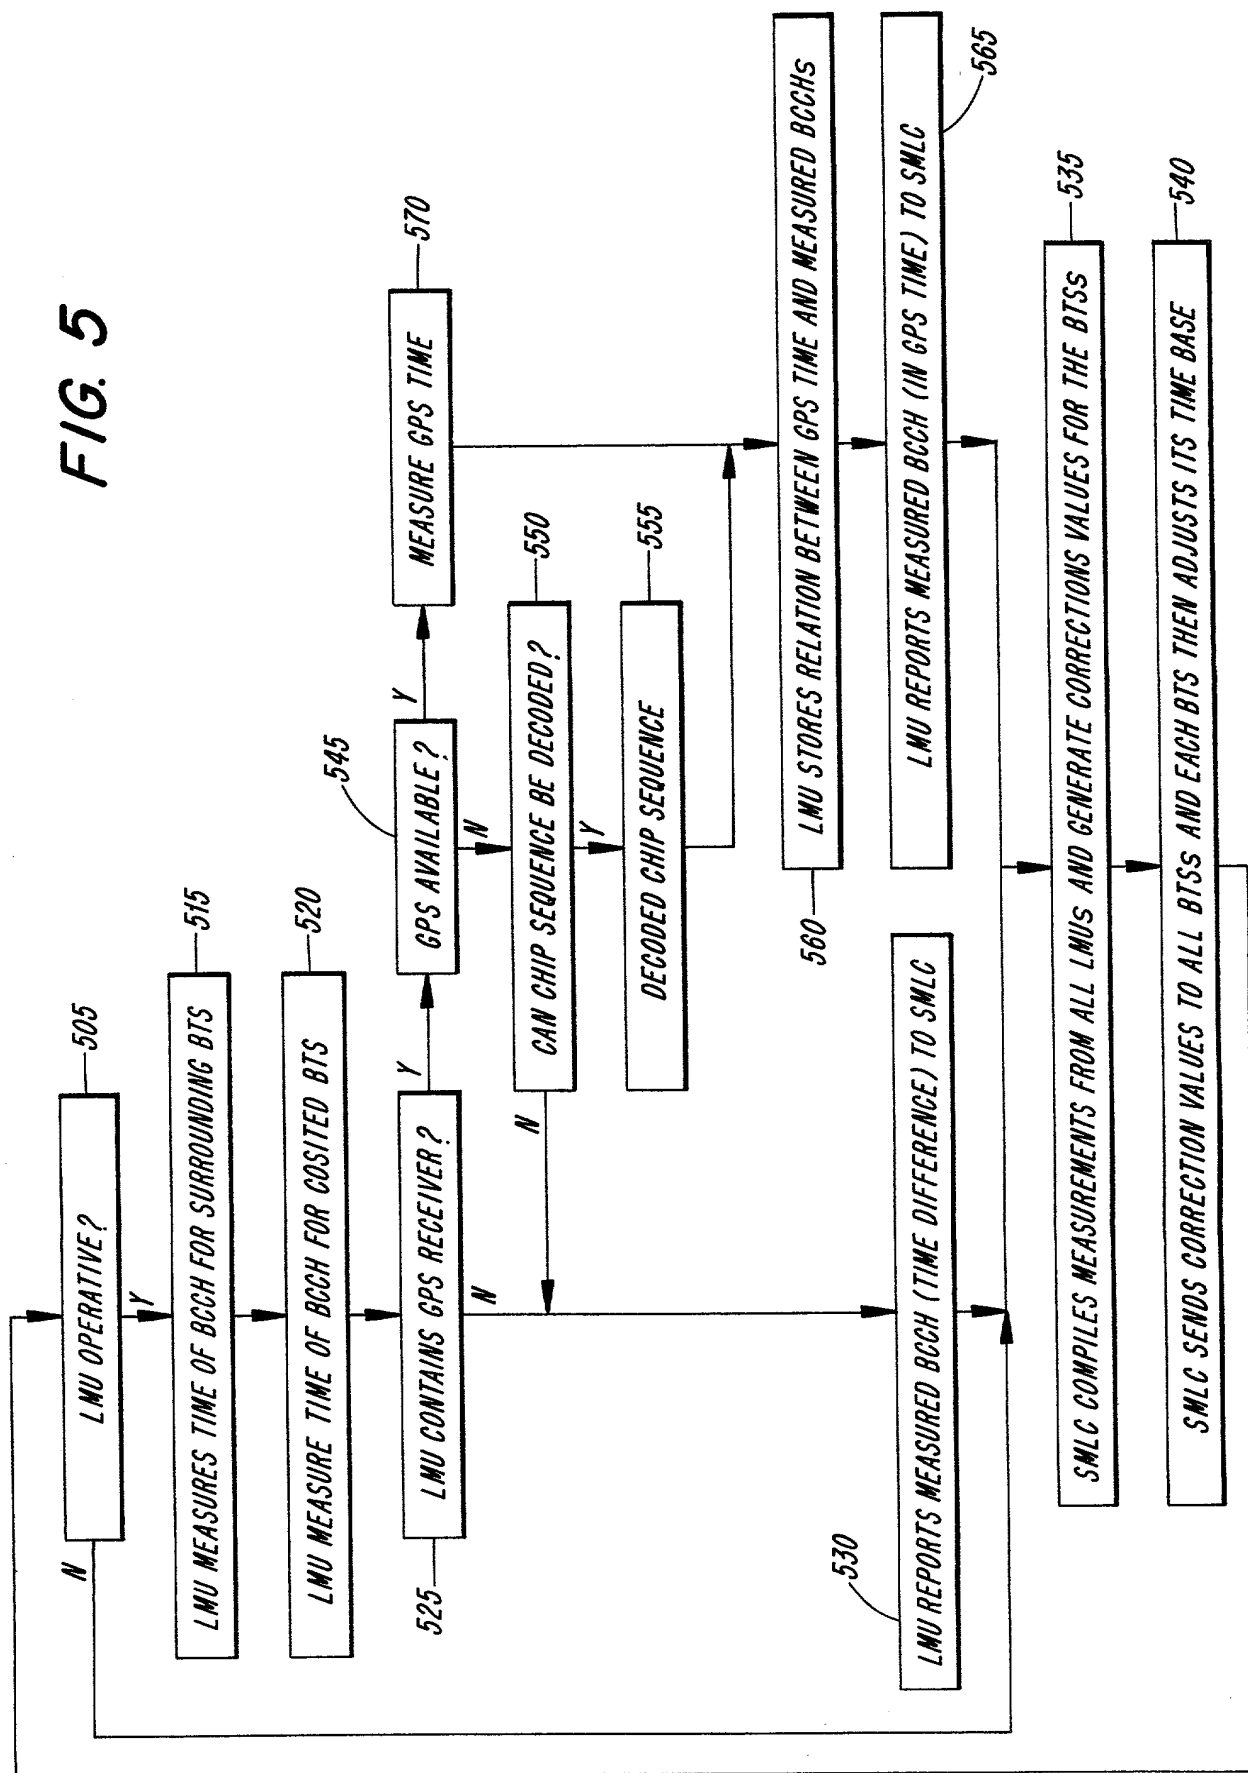 FIG. 5
LMU OPERATIVE?
505
N
Y
LMU MEASURES TIME OF BCCH FOR SURROUNDING BTS
515
LMU MEASURE TIME OF BCCH FOR COSITED BTS
520
525
LMU CONTAINS GPS RECEIVER?
Y
N
545
GPS AVAILABLE?
Y
N
MEASURE GPS TIME
570
CAN CHIP SEQUENCE BE DECODED?
550
N
Y
DECODED CHIP SEQUENCE
555
560
LMU STORES RELATION BETWEEN GPS TIME AND MEASURED BCCHs
530
LMU REPORTS MEASURED BCCH (TIME DIFFERENCE) TO SMLC
LMU REPORTS MEASURED BCCH (IN GPS TIME) TO SMLC
565
SMLC COMPILES MEASUREMENTS FROM ALL LMUs AND GENERATE CORRECTIONS VALUES FOR THE BTSs
535
SMLC SENDS CORRECTION VALUES TO ALL BTSs AND EACH BTS THEN ADJUSTS ITS TIME BASE
540